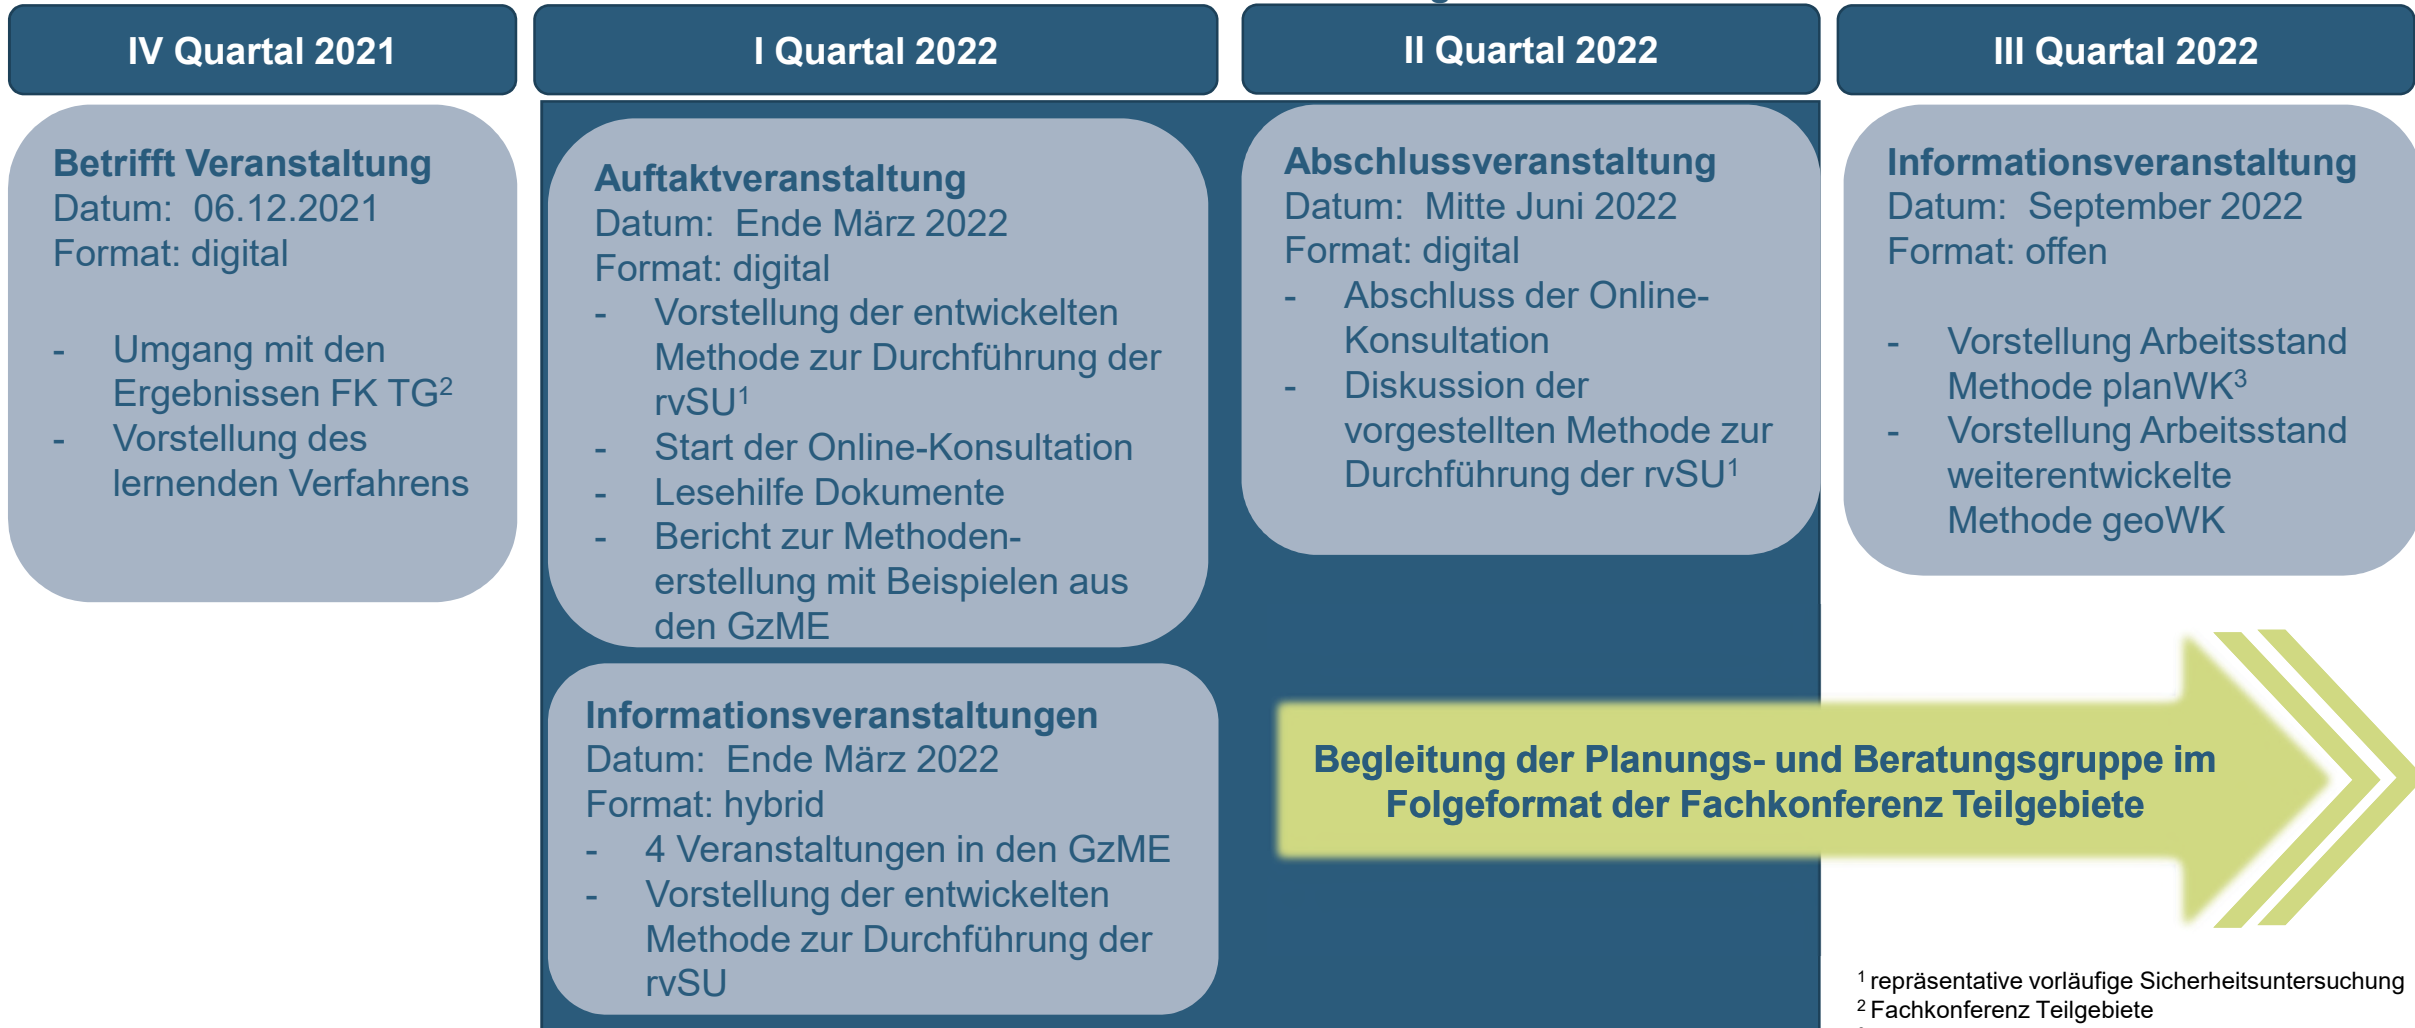 IV Quartal 2021
I Quartal 2022
II Quartal 2022
III Quartal 2022
Betrifft Veranstaltung
Datum: 06.12.2021
Format: digital
- Umgang mit den
Ergebnissen FK TG²
- Vorstellung des
lernenden Verfahrens
Auftaktveranstaltung
Datum: Ende März 2022
Format: digital
- Vorstellung der entwickelten
Methode zur Durchführung der
rvSU¹
- Start der Online-Konsultation
- Lesehilfe Dokumente
- Bericht zur Methoden-
erstellung mit Beispielen aus
den GzME
Informationsveranstaltungen
Datum: Ende März 2022
Format: hybrid
- 4 Veranstaltungen in den GzME
- Vorstellung der entwickelten
Methode zur Durchführung der
rvSU
Abschlussveranstaltung
Datum: Mitte Juni 2022
Format: digital
- Abschluss der Online-
Konsultation
- Diskussion der
vorgestellten Methode zur
Durchführung der rvSU¹
Informationsveranstaltung
Datum: September 2022
Format: offen
- Vorstellung Arbeitsstand
Methode planWK³
- Vorstellung Arbeitsstand
weiterentwickelte
Methode geoWK
Begleitung der Planungs- und Beratungsgruppe im
Folgeformat der Fachkonferenz Teilgebiete
¹ repräsentative vorläufige Sicherheitsuntersuchung
² Fachkonferenz Teilgebiete